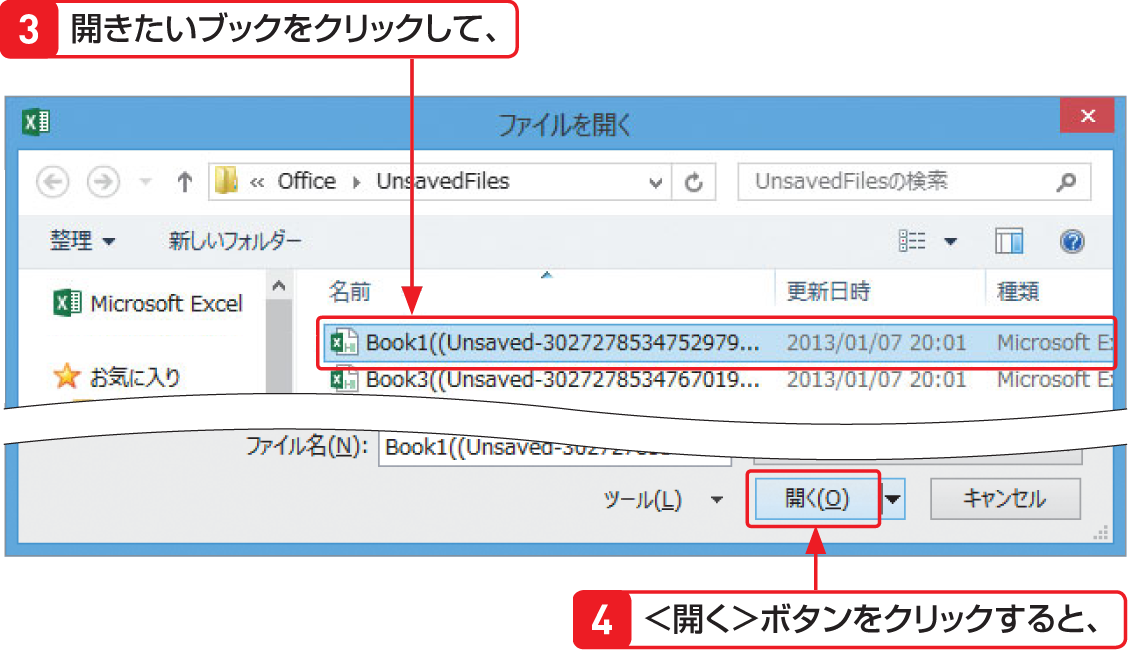 3 開きたいブックをクリックして、
ファイルを開く
« Office UnsavedFiles
UnsavedFilesの検索
整理 新しいフォルダー
Microsoft Excel
お気に入り
名前 更新日時 種類
Book1((Unsaved-3027278534752979... 2013/01/07 20:01 Microsoft
Book3((Unsaved-3027278534767019... 2013/01/07 20:01 Microsoft
ファイル名(N): Book1((Unsaved-
ツール(L) 開く(O) キャンセル
4 <開く>ボタンをクリックすると、